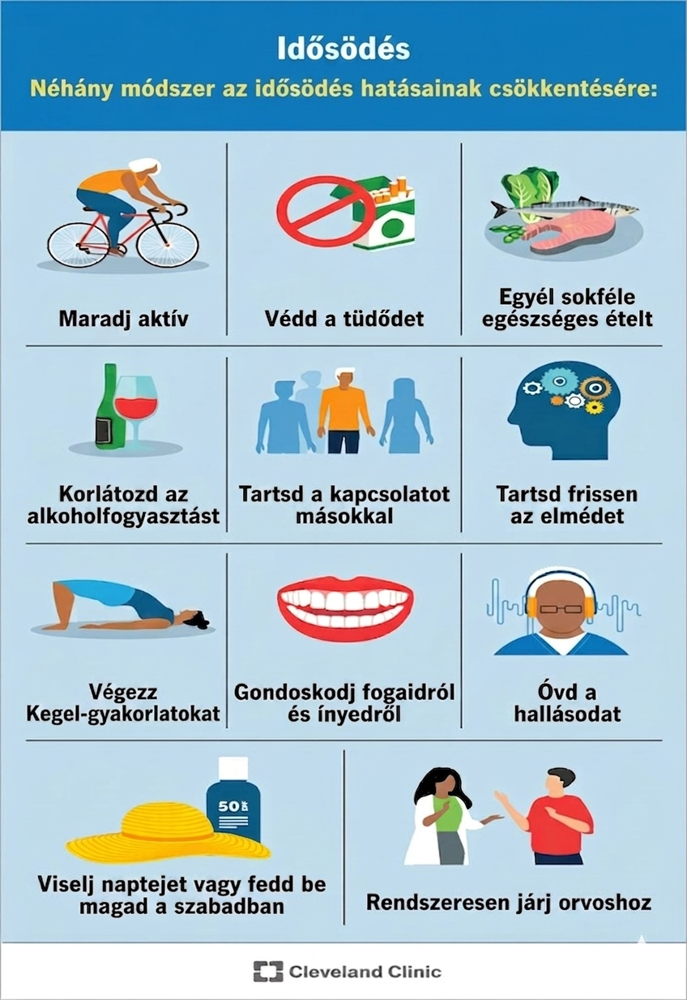 Idősödés
Néhány módszer az idősödés hatásainak csökkentésére:
Maradj aktív
Védd a tüdődet
Egyél sokféle
egészséges ételt
Korlátozd az
alkoholfogyasztást
Tartsd a kapcsolatot
másokkal
Tartsd frissen
az elmédet
Végezz
Kegel-gyakorlatokat
Gondoskodj fogaidról
és ínyedről
Óvd a
hallásodat
50
Viselj naptejet vagy fedd be
magad a szabadban
Rendszeresen járj orvoshoz
Cleveland Clinic